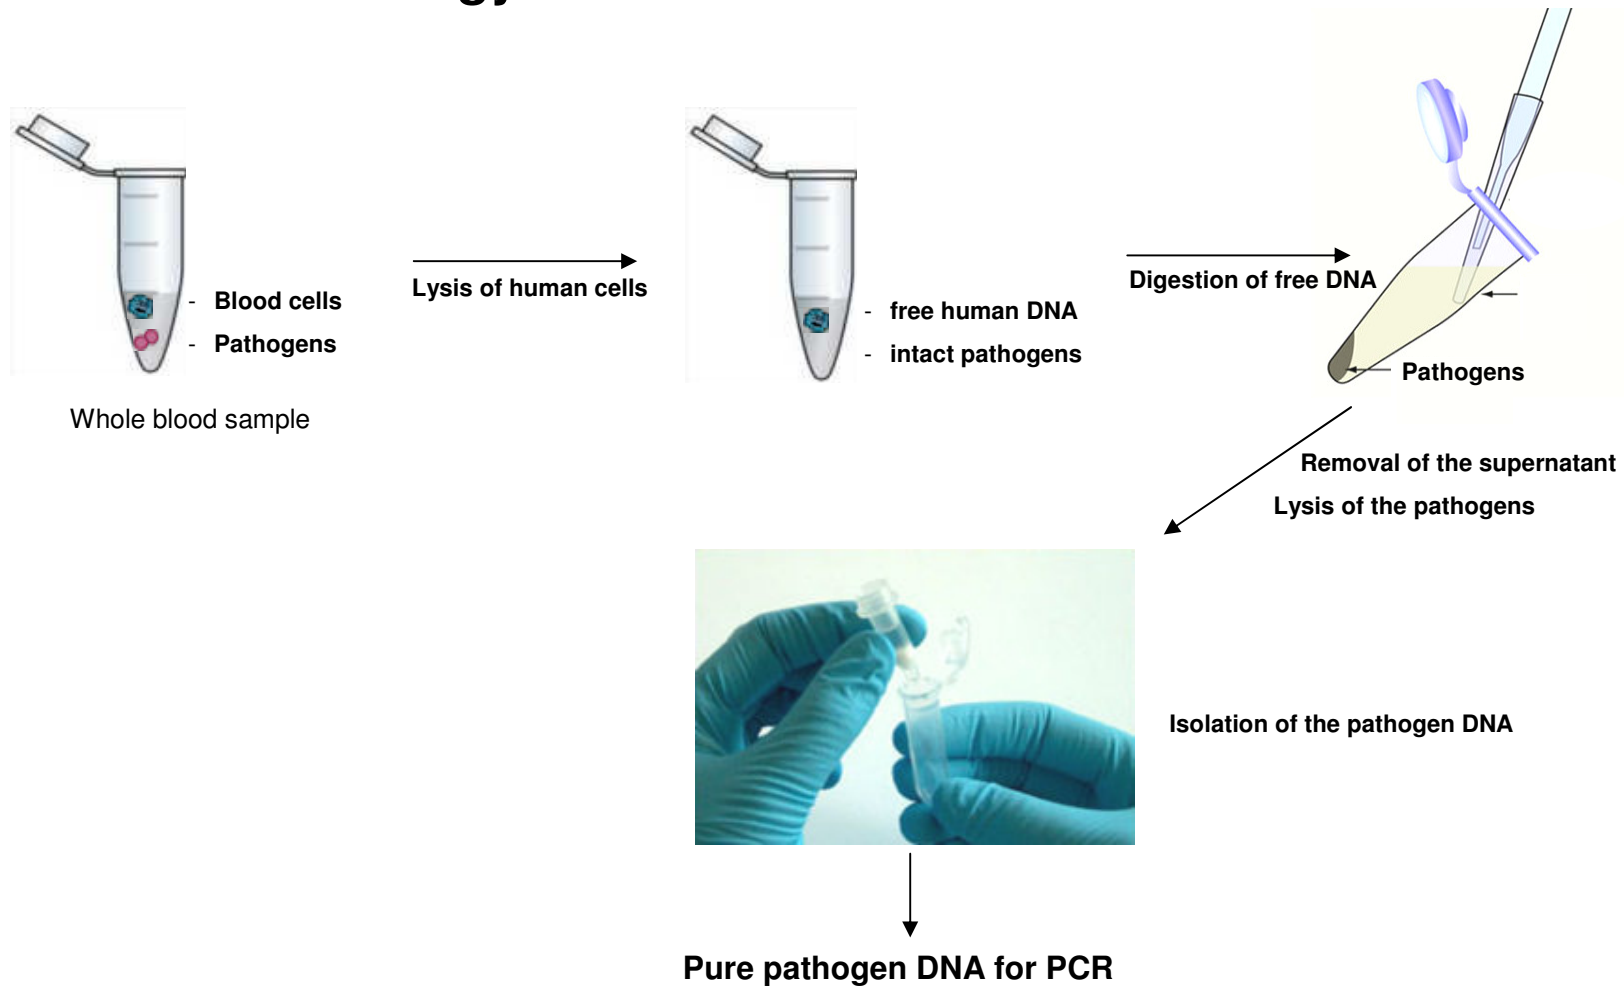 - Blood cells
- Pathogens
Whole blood sample
Lysis of human cells
- free human DNA
- intact pathogens
Digestion of free DNA
Pathogens
Removal of the supernatant
Lysis of the pathogens
Isolation of the pathogen DNA
Pure pathogen DNA for PCR